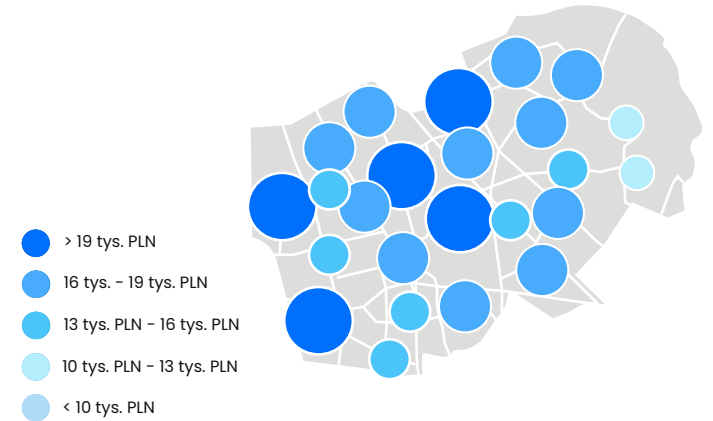 > 19 tys. PLN
16 tys. - 19 tys. PLN
13 tys. PLN - 16 tys. PLN
10 tys. PLN - 13 tys. PLN
< 10 tys. PLN